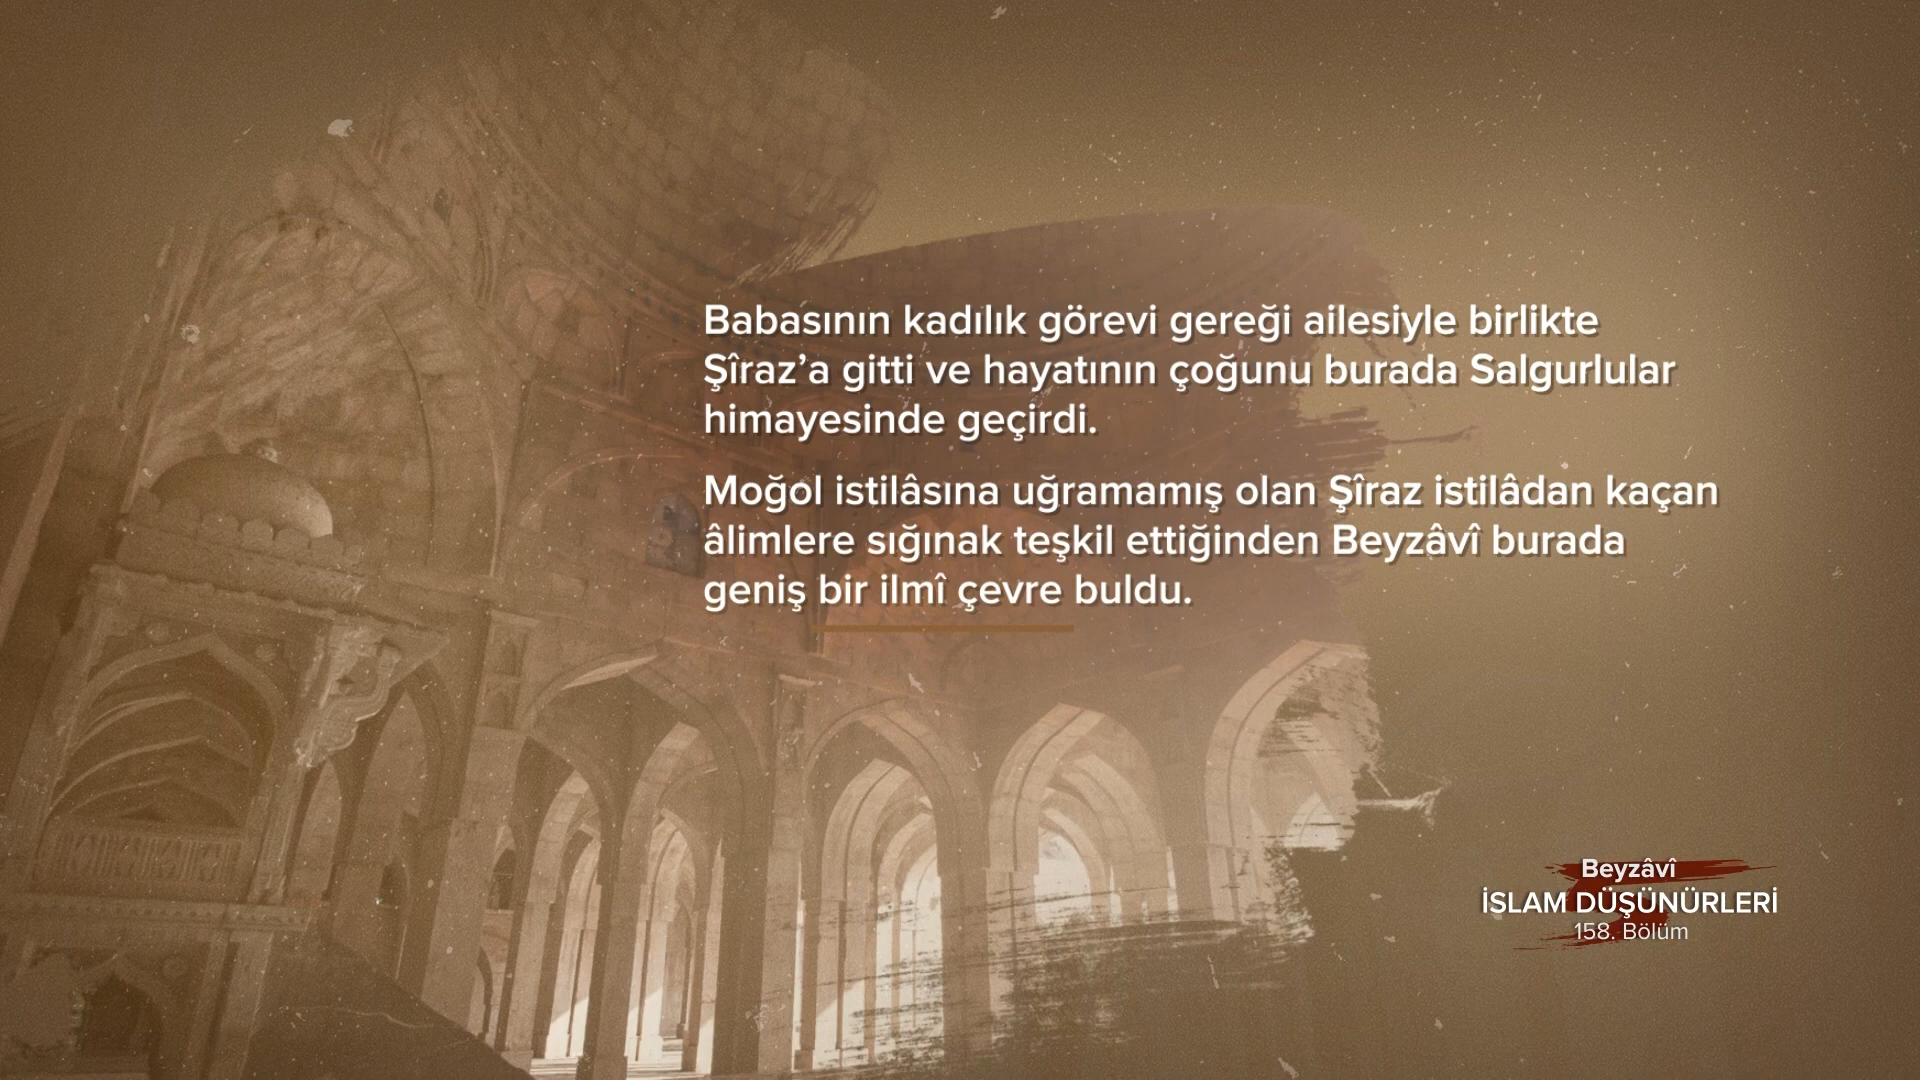 Babasının kadılık görevi gereği ailesiyle birlikte
Şîraz’a gitti ve hayatının çoğunu burada Salgurlular
himayesinde geçirdi.
Moğol istilâsına uğramamış olan Şîraz istilâdan kaçan
âlimlere sığınak teşkil ettiğinden Beyzâvî burada
geniş bir ilmî çevre buldu.
Beyzâvî
İSLAM DÜŞÜNÜRLERİ
158. Bölüm